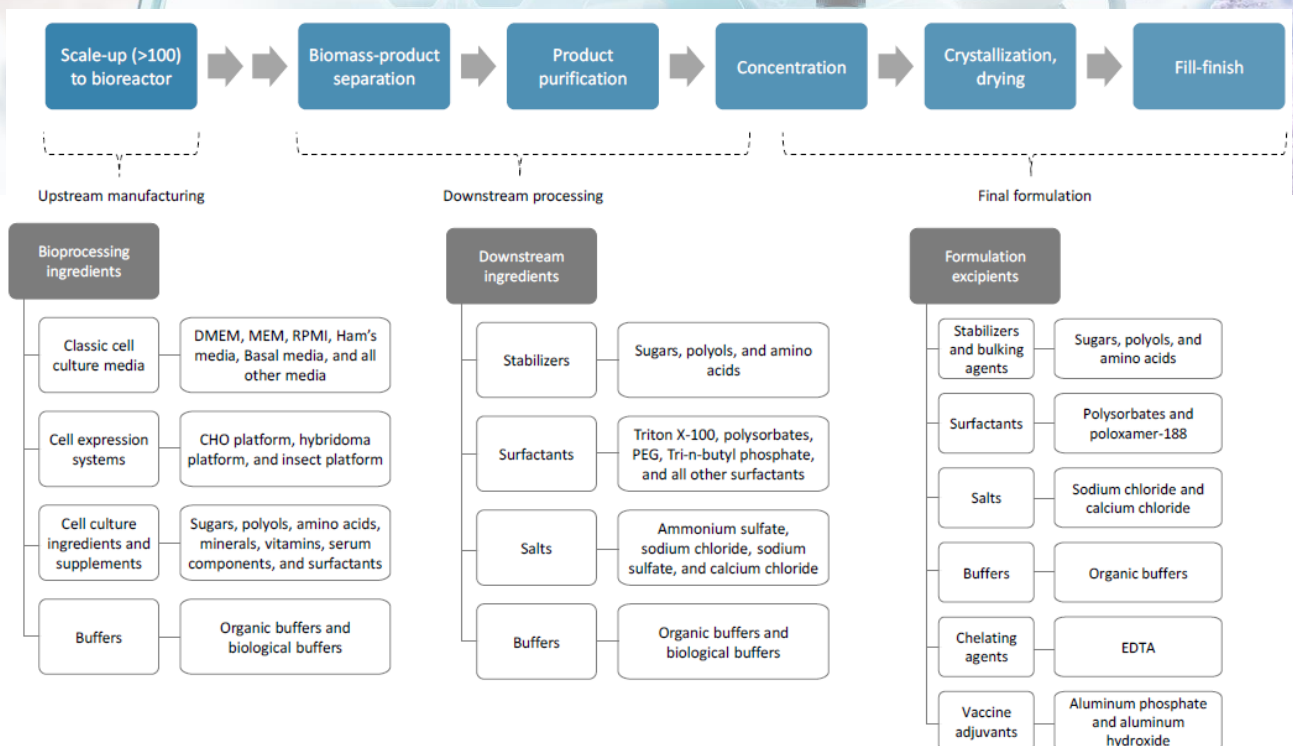 Scale-up (>100)
to bioreactor
Biomass-product
separation
Product
purification
Concentration
Crystallization,
drying
Fill-finish
Upstream manufacturing
Downstream processing
Final formulation
Bioprocessing
ingredients
Classic cell
culture media
DMEM, MEM, RPMI, Ham's
media, Basal media, and all
other media
Cell expression
systems
CHO platform, hybridoma
platform, and insect platform
Cell culture
ingredients and
supplements
Sugars, polyols, amino acids,
minerals, vitamins, serum
components, and surfactants
Buffers
Organic buffers and
biological buffers
Downstream
ingredients
Stabilizers
Sugars, polyols, and amino
acids
Surfactants
Triton X-100, polysorbates,
PEG, Tri-n-butyl phosphate,
and all other surfactants
Salts
Ammonium sulfate,
sodium chloride, sodium
sulfate, and calcium chloride
Buffers
Organic buffers and
biological buffers
Formulation
excipients
Stabilizers
and bulking
agents
Sugars, polyols, and
amino acids
Surfactants
Polysorbates and
poloxamer-188
Salts
Sodium chloride and
calcium chloride
Buffers
Organic buffers
Chelating
agents
EDTA
Vaccine
adjuvants
Aluminum phosphate
and aluminum
hydroxide